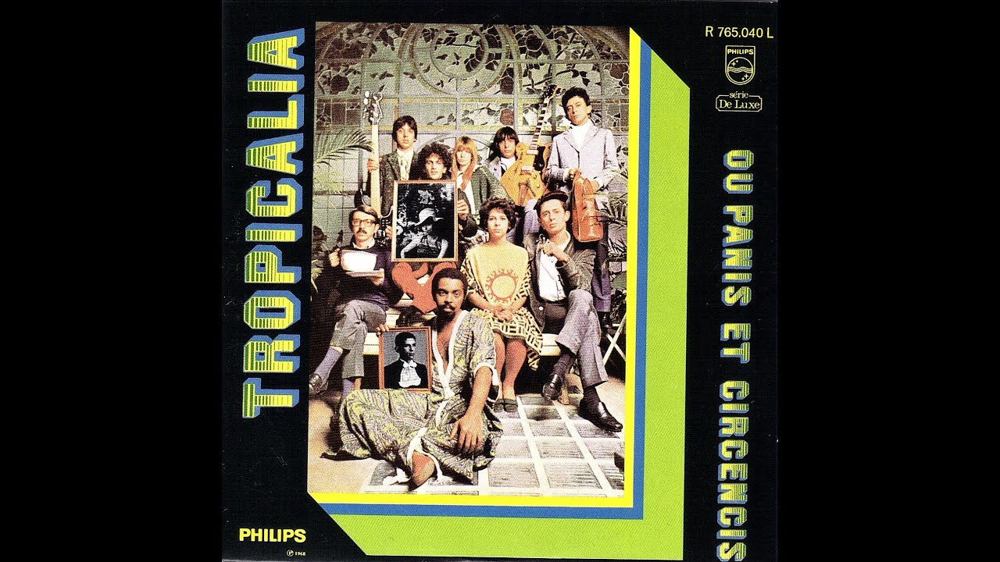 TROPICALIA
R 765.040 L
PHILIPS
série
De Luxe
OU PANIS ET CIRCENCIS
PHILIPS
℗ 1968